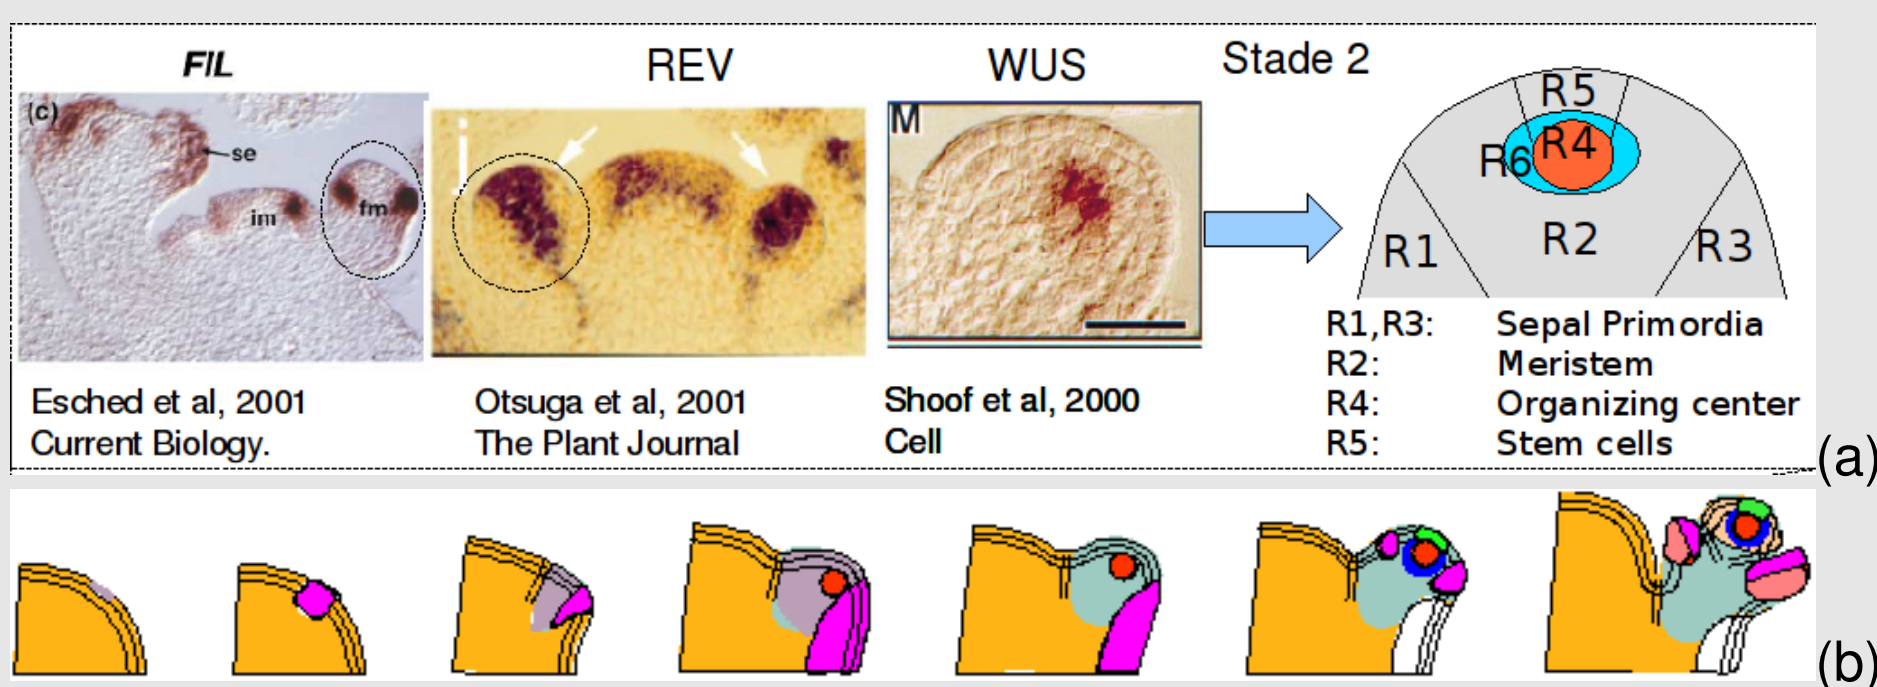 FIL
REV
WUS
Stade 2
(c)
se
im
fm
i
M
R5
R4
R6
R1
R2
R3
Esched et al, 2001
Current Biology.
Otsuga et al, 2001
The Plant Journal
Shoof et al, 2000
Cell
R1,R3: Sepal Primordia
R2: Meristem
R4: Organizing center
R5: Stem cells
(a)
(b)